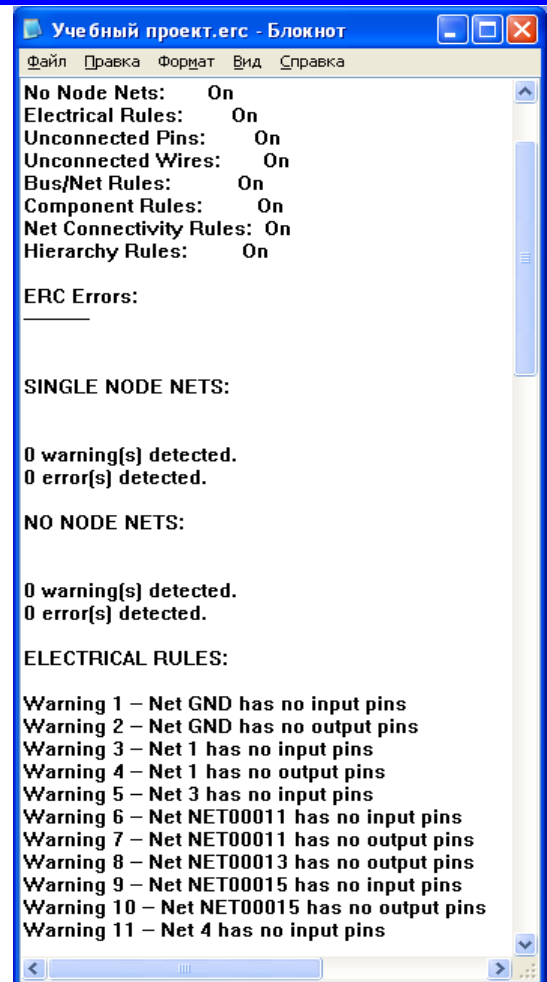 Учебный проект.erc - Блокнот
Файл Правка Формат Вид Справка
No Node Nets: On
Electrical Rules: On
Unconnected Pins: On
Unconnected Wires: On
Bus/Net Rules: On
Component Rules: On
Net Connectivity Rules: On
Hierarchy Rules: On
ERC Errors:
SINGLE NODE NETS:
0 warning(s) detected.
0 error(s) detected.
NO NODE NETS:
0 warning(s) detected.
0 error(s) detected.
ELECTRICAL RULES:
Warning 1 – Net GND has no input pins
Warning 2 – Net GND has no output pins
Warning 3 – Net 1 has no input pins
Warning 4 – Net 1 has no output pins
Warning 5 – Net 3 has no input pins
Warning 6 – Net NET00011 has no input pins
Warning 7 – Net NET00011 has no output pins
Warning 8 – Net NET00013 has no output pins
Warning 9 – Net NET00015 has no input pins
Warning 10 – Net NET00015 has no output pins
Warning 11 – Net 4 has no input pins